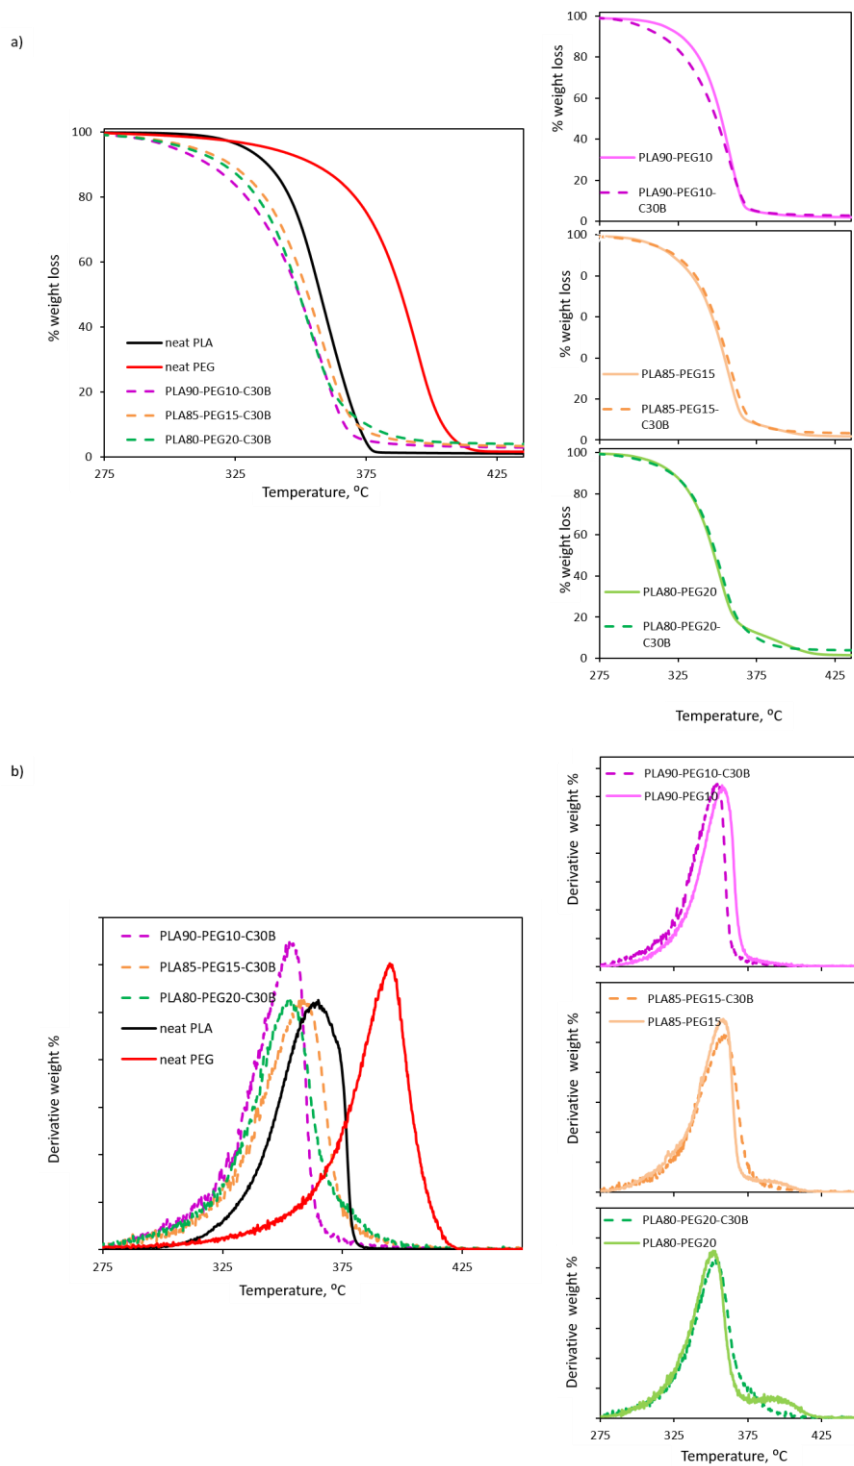 a)
% weight loss
100
80
60
40
20
0
neat PLA
neat PEG
PLA90-PEG10-C30B
PLA85-PEG15-C30B
PLA80-PEG20-C30B
275
325
375
425
Temperature, ⁰C
% weight loss
100
80
60
40
20
0
PLA90-PEG10
PLA90-PEG10-
C30B
% weight loss
100
0
0
0
20
0
PLA85-PEG15
PLA85-PEG15-
C30B
% weight loss
100
80
60
40
20
0
PLA80-PEG20
PLA80-PEG20-
C30B
275
325
375
425
Temperature, ⁰C
b)
Derivative weight %
PLA90-PEG10-C30B
PLA85-PEG15-C30B
PLA80-PEG20-C30B
neat PLA
neat PEG
275
325
375
425
Temperature, ⁰C
Derivative weight %
PLA90-PEG10-C30B
PLA90-PEG10
Derivative weight %
PLA85-PEG15-C30B
PLA85-PEG15
Derivative weight %
PLA80-PEG20-C30B
PLA80-PEG20
275
325
375
425
Temperature, ⁰C